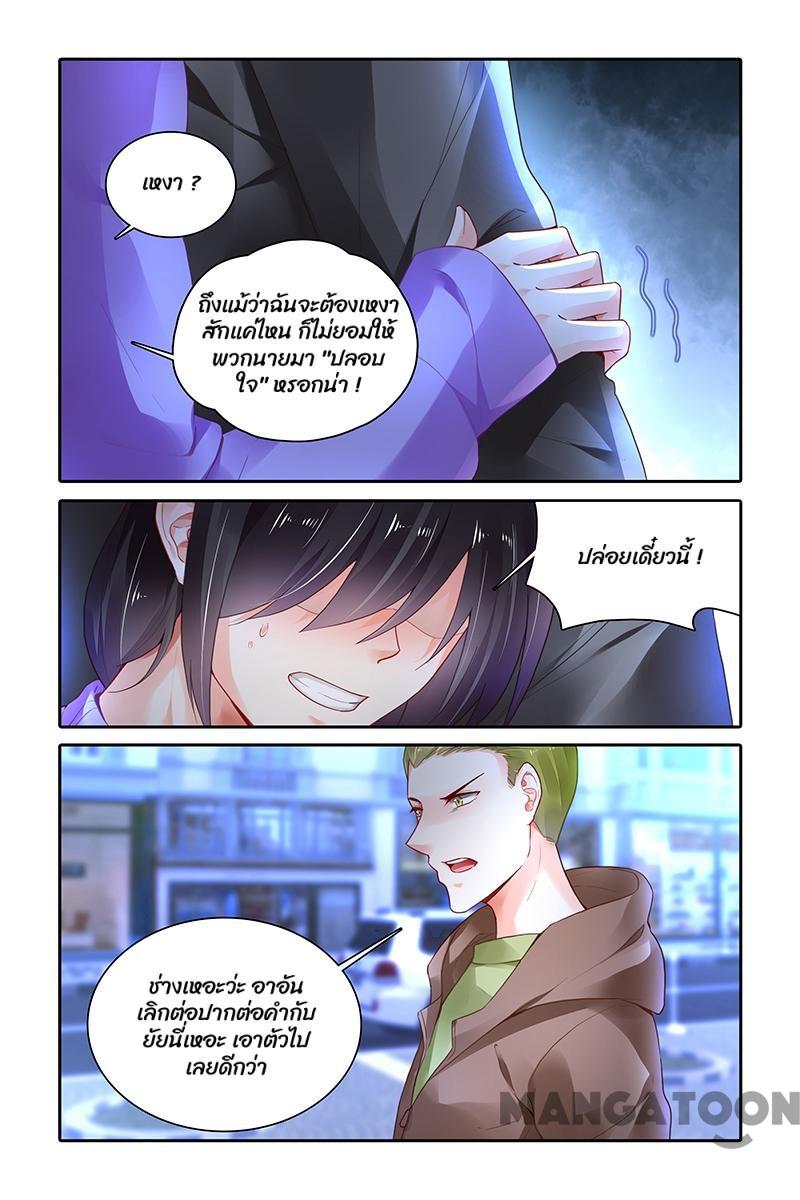 เหงา ?
ถึงแม้ว่าฉันจะต้องเหงา
สักแค่ไหน ก็ไม่ยอมให้
พวกนายมา "ปลอบ
ใจ" หรอกน่า !
ปล่อยเดี๋ยวนี้ !
ช่างเหอะว่ะ อาอัน
เลิกต่อปากต่อคำกับ
ยัยนี่เหอะ เอาตัวไป
เลยดีกว่า
MANGATOON